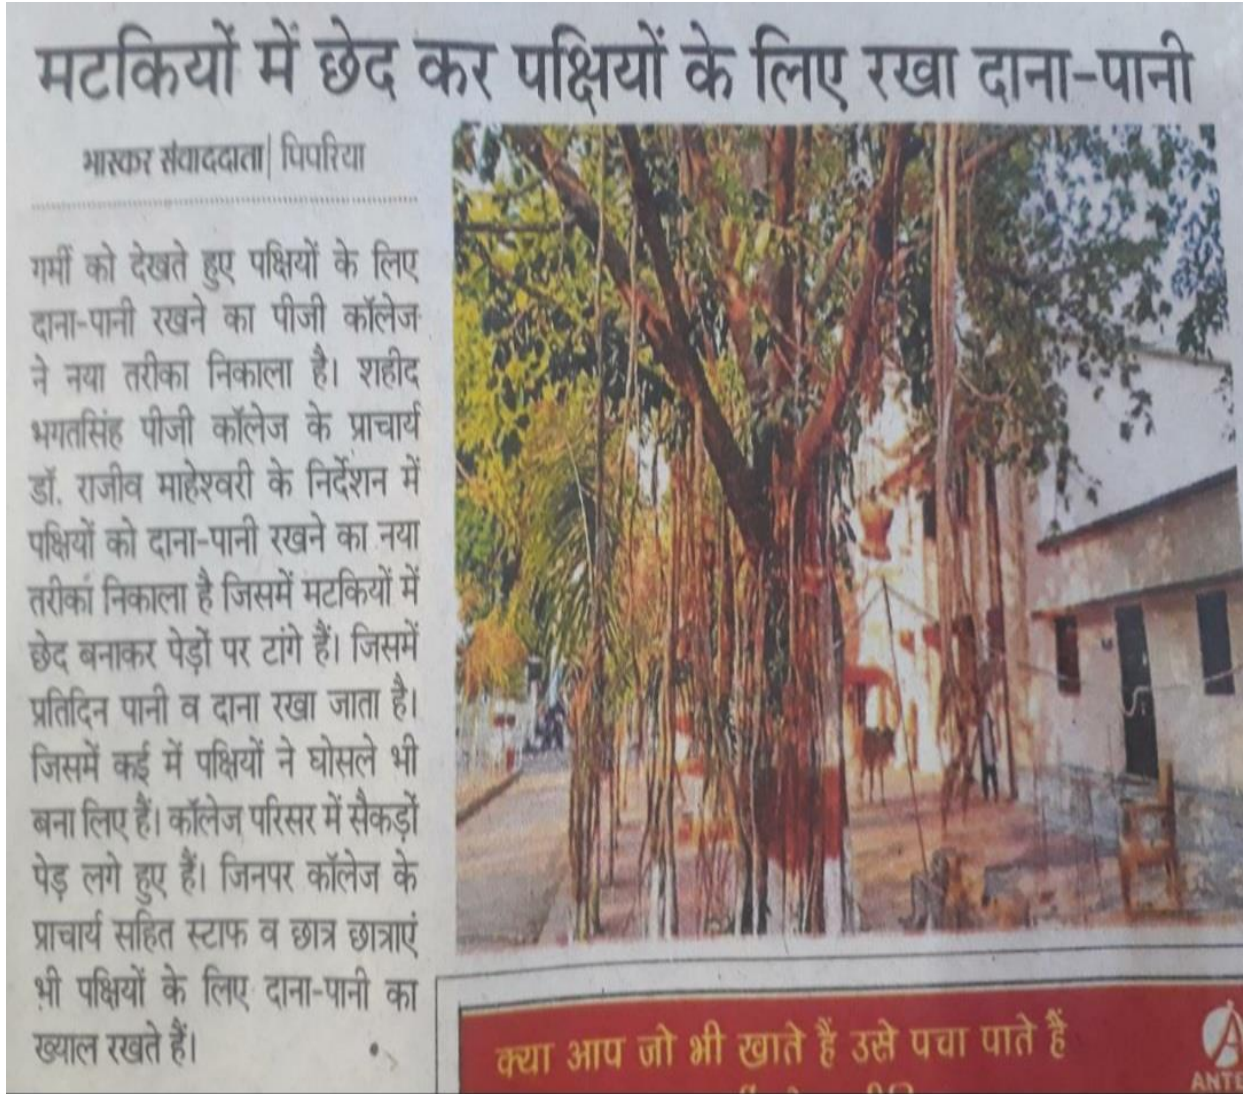 मटकियों में छेद कर पक्षियों के लिए रखा दाना-पानी
भास्कर संवाददाता| पिपरिया
गर्मी को देखते हुए पक्षियों के लिए
दाना-पानी रखने का पीजी कॉलेज
ने नया तरीका निकाला है। शहीद
भगतसिंह पीजी कॉलेज के प्राचार्य
डॉ. राजीव माहेश्वरी के निर्देशन में
पक्षियों को दाना-पानी रखने का नया
तरीका निकाला है जिसमें मटकियों में
छेद बनाकर पेड़ों पर टांगे हैं। जिसमें
प्रतिदिन पानी व दाना रखा जाता है।
जिसमें कई में पक्षियों ने घोसले भी
बना लिए हैं। कॉलेज परिसर में सैकड़ों
पेड़ लगे हुए हैं। जिनपर कॉलेज के
प्राचार्य सहित स्टाफ व छात्र छात्राएं
भी पक्षियों के लिए दाना-पानी का
ख्याल रखते हैं।
क्या आप जो भी खाते हैं उसे पचा पाते हैं